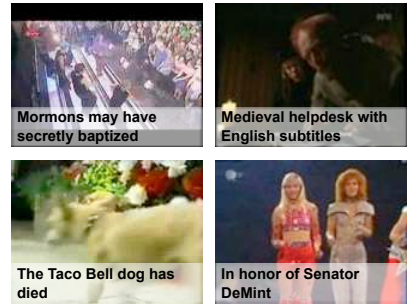 Mormons may have
secretly baptized
Medieval helpdesk with
English subtitles
The Taco Bell dog has
died
In honor of Senator
DeMint